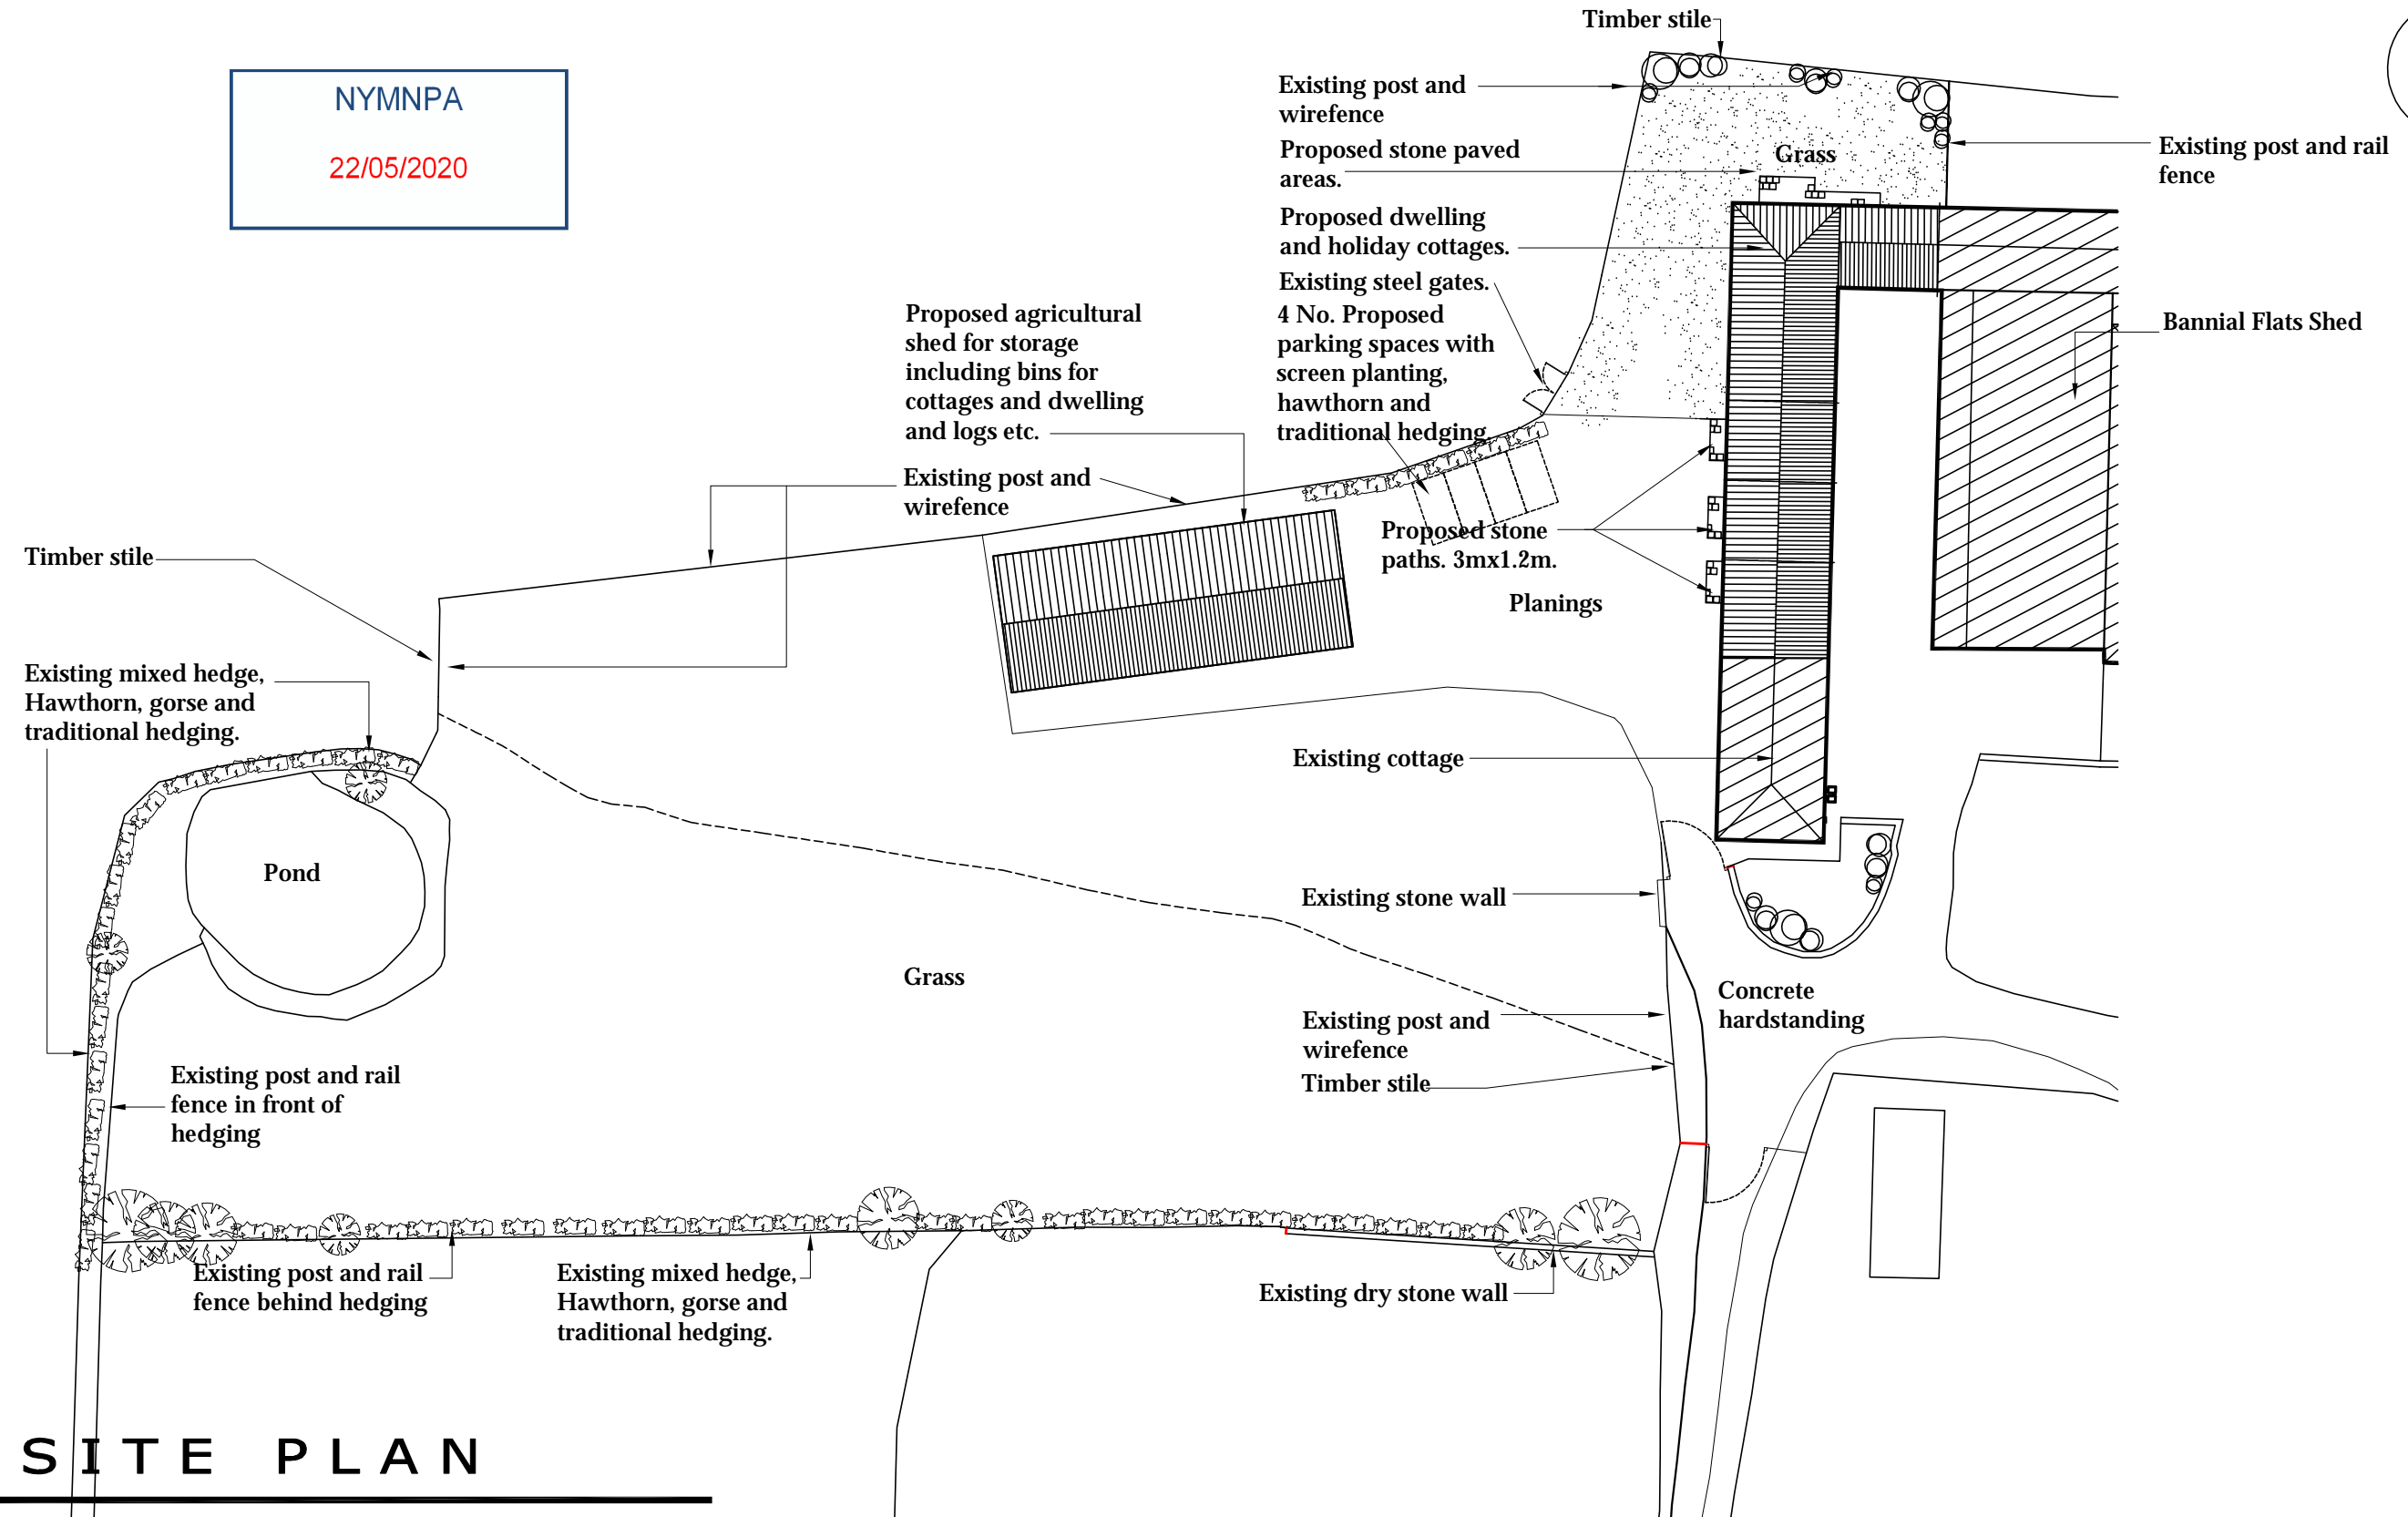 Timber stile
NYMNPA
22/05/2020
Existing post and
wirefence
Proposed stone paved
areas.
Grass
Existing post and rail
fence
Proposed dwelling
and holiday cottages.
Existing steel gates.
4 No. Proposed
parking spaces with
screen planting,
hawthorn and
traditional hedging
Bannial Flats Shed
Proposed agricultural
shed for storage
including bins for
cottages and dwelling
and logs etc.
Existing post and
wirefence
Proposed stone
paths. 3mx1.2m.
Planings
Timber stile
Existing mixed hedge,
Hawthorn, gorse and
traditional hedging.
Existing cottage
Pond
Existing stone wall
Grass
Concrete
hardstanding
Existing post and
wirefence
Timber stile
Existing post and rail
fence in front of
hedging
Existing post and rail
fence behind hedging
Existing mixed hedge,
Hawthorn, gorse and
traditional hedging.
Existing dry stone wall
SITE PLAN